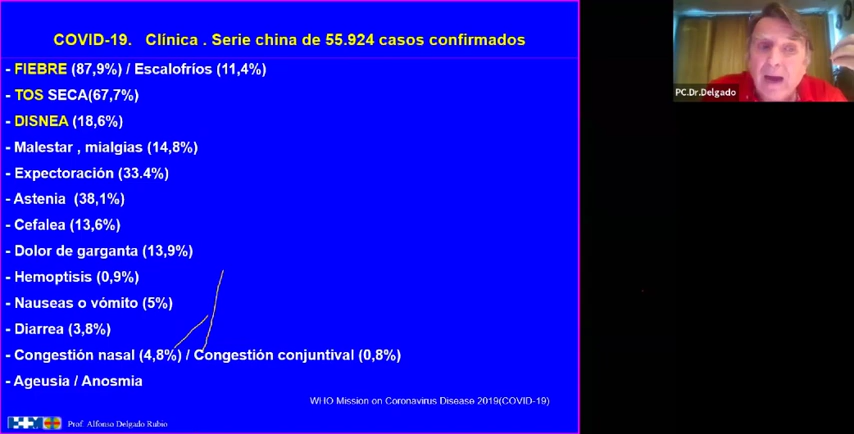 COVID-19. Clínica . Serie china de 55.924 casos confirmados
- FIEBRE (87,9%) / Escalofríos (11,4%)
- TOS SECA(67,7%)
- DISNEA (18,6%)
- Malestar , mialgias (14,8%)
- Expectoración (33.4%)
- Astenia (38,1%)
- Cefalea (13,6%)
- Dolor de garganta (13,9%)
- Hemoptisis (0,9%)
- Nauseas o vómito (5%)
- Diarrea (3,8%)
- Congestión nasal (4,8%) / Congestión conjuntival (0,8%)
- Ageusia / Anosmia
WHO Mission on Coronavirus Disease 2019(COVID-19)
Prof. Alfonso Delgado Rubio
PC.Dr.Delgado